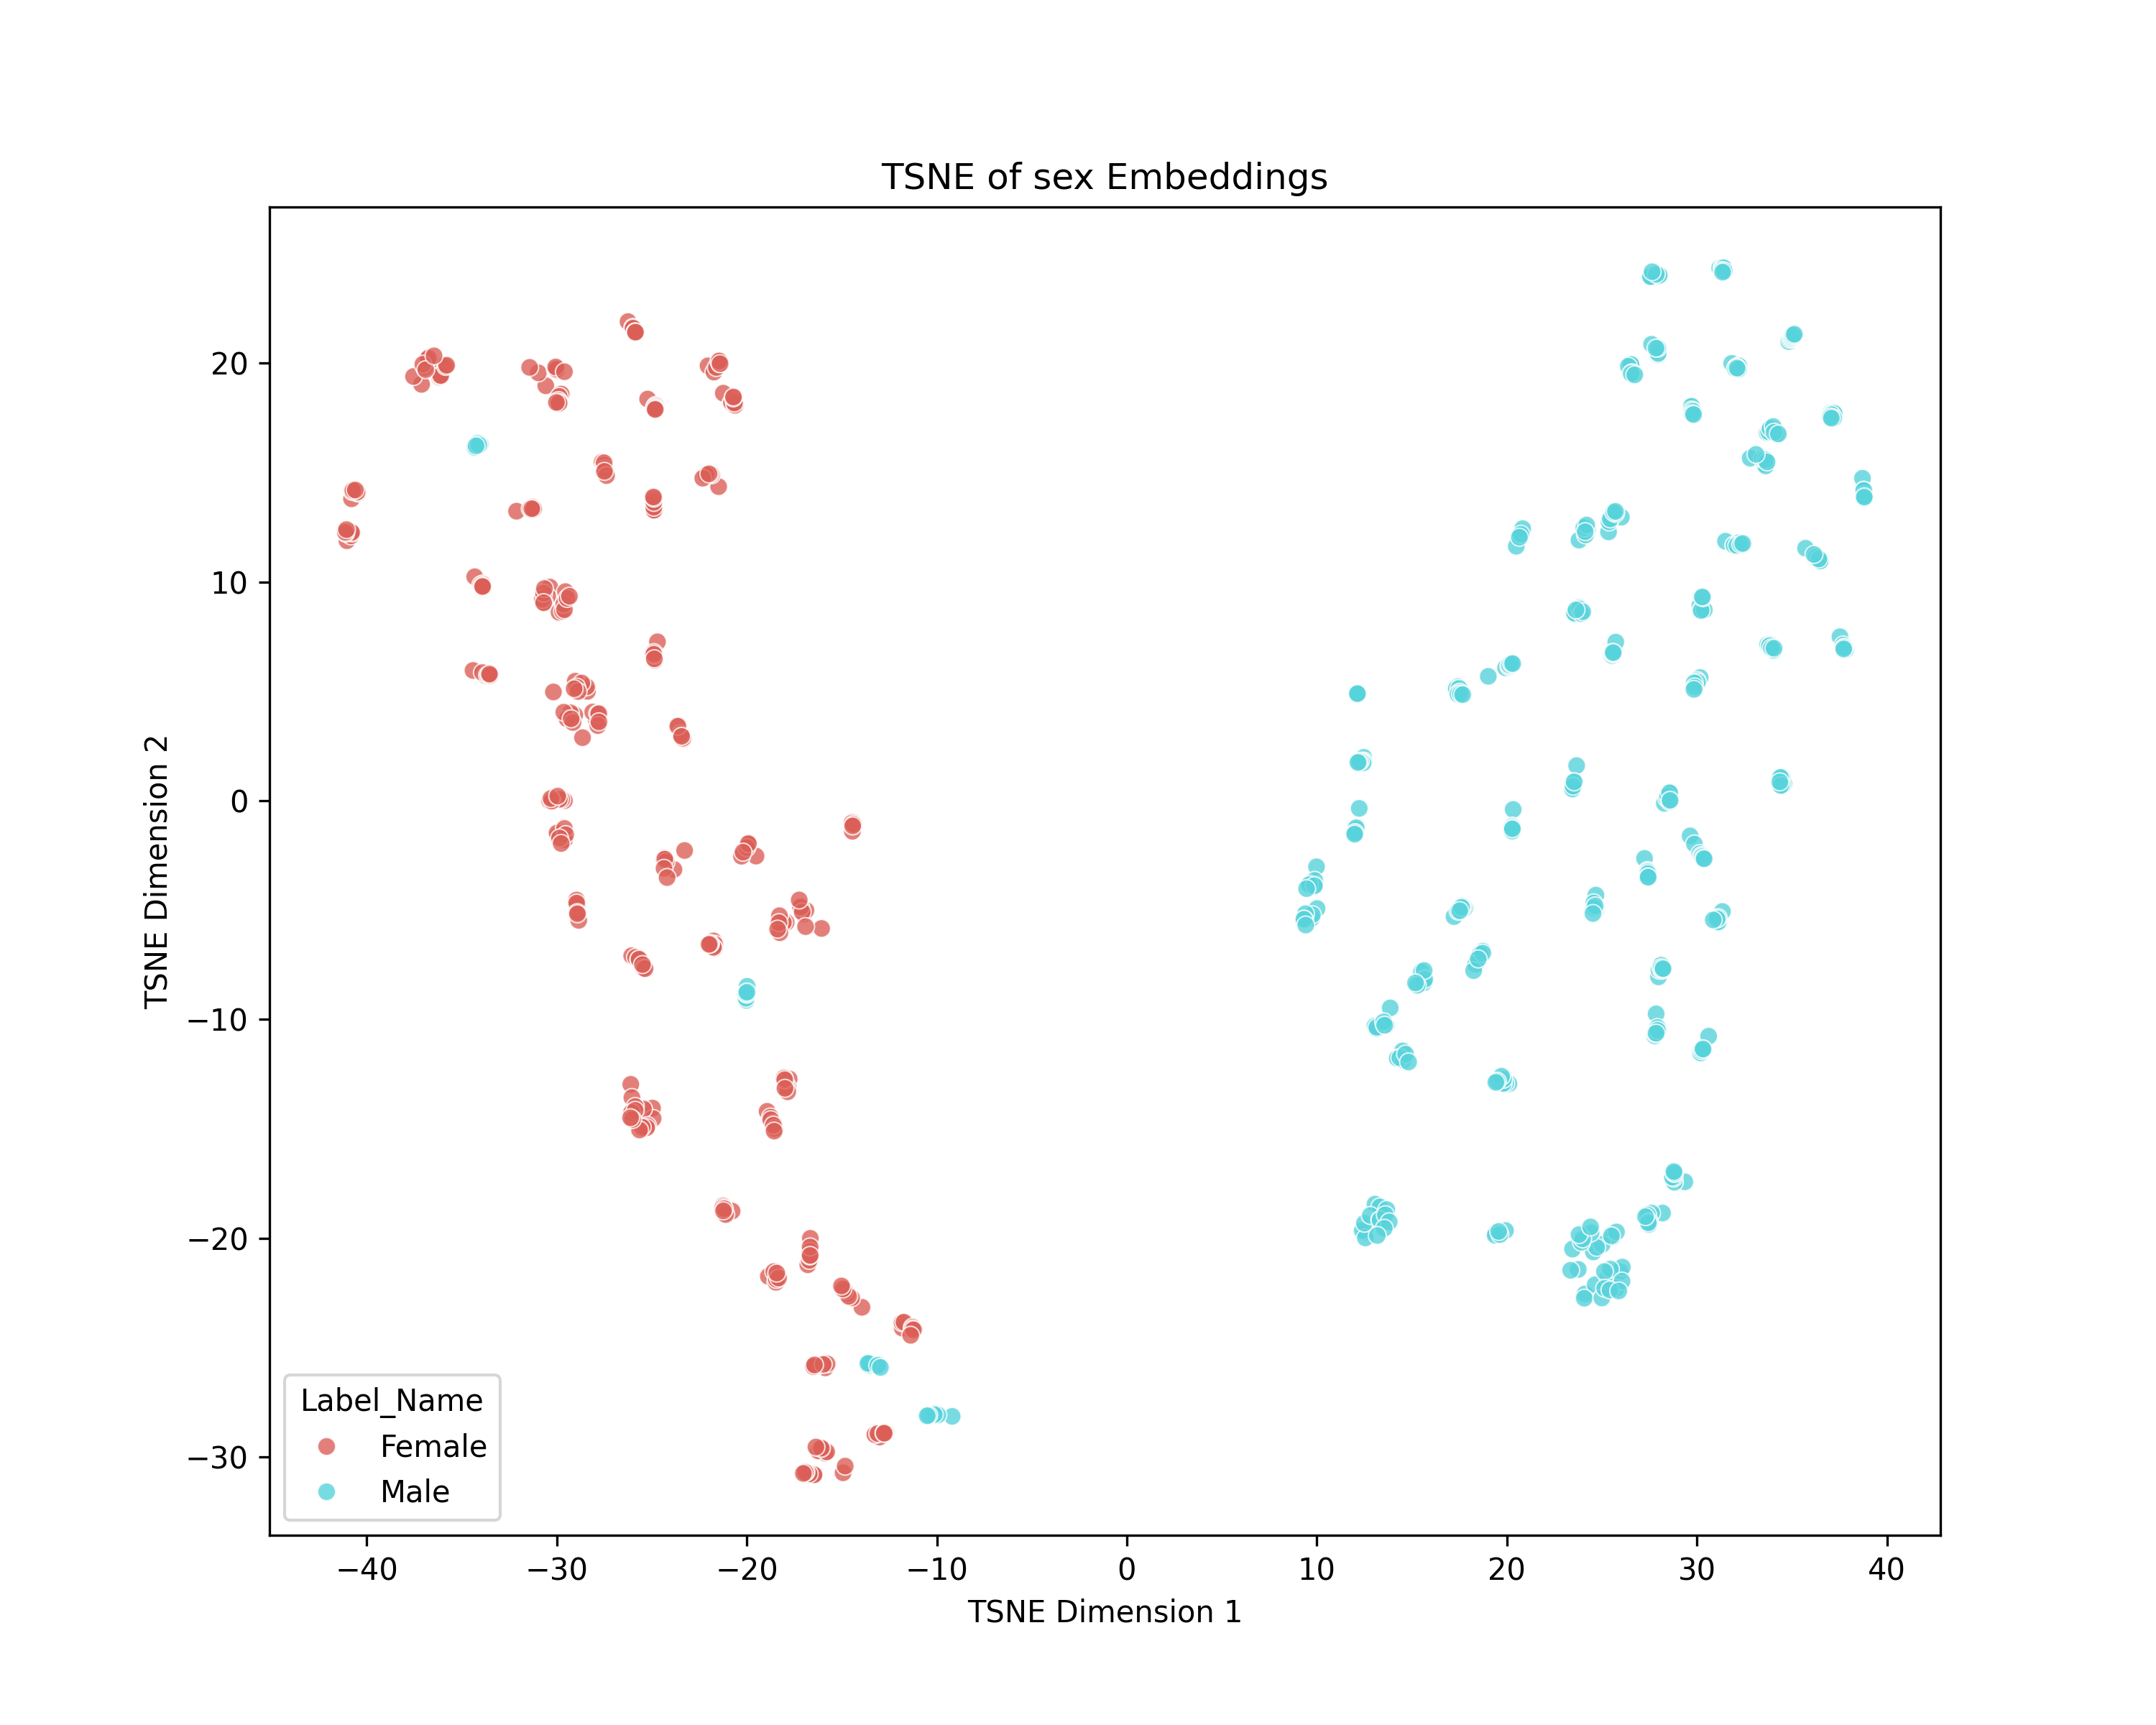 TSNE of sex Embeddings
20
10
0
−10
−20
−30
TSNE Dimension 2
Label_Name
Female
Male
−40 −30 −20 −10 0 10 20 30 40
TSNE Dimension 1